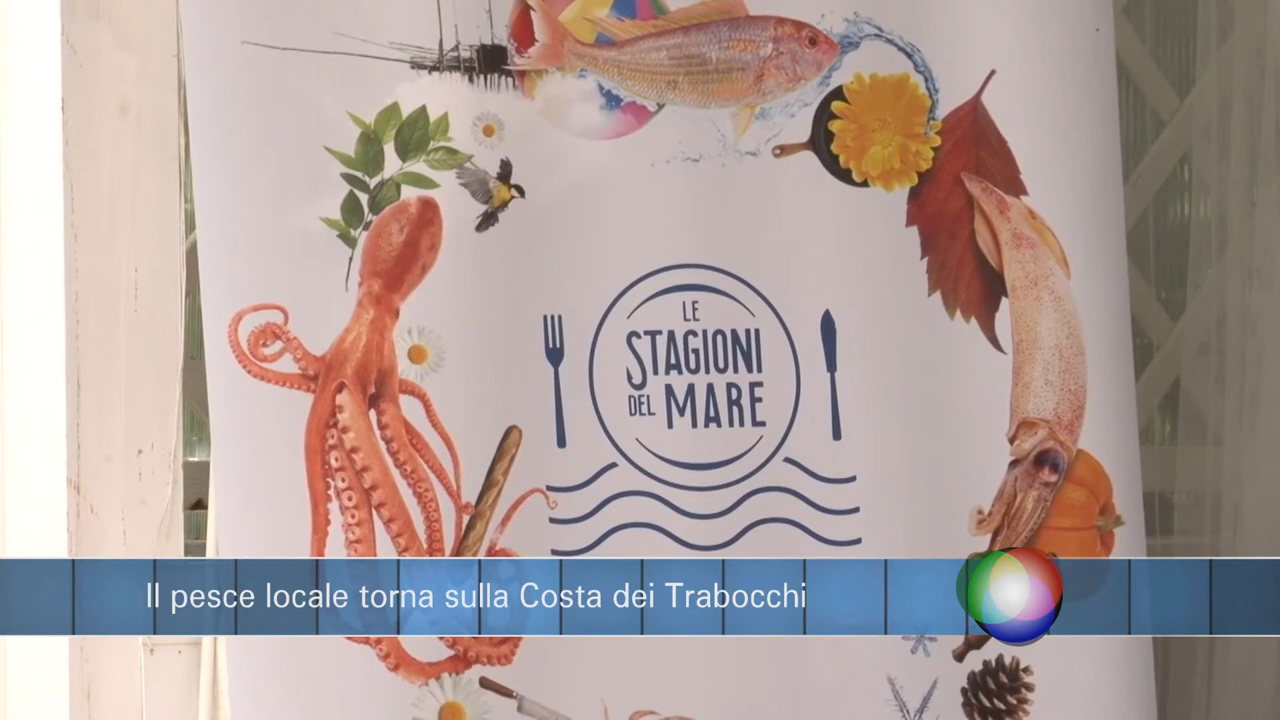 LE
STAGIONI
DEL MARE
Il pesce locale torna sulla Costa dei Trabocchi